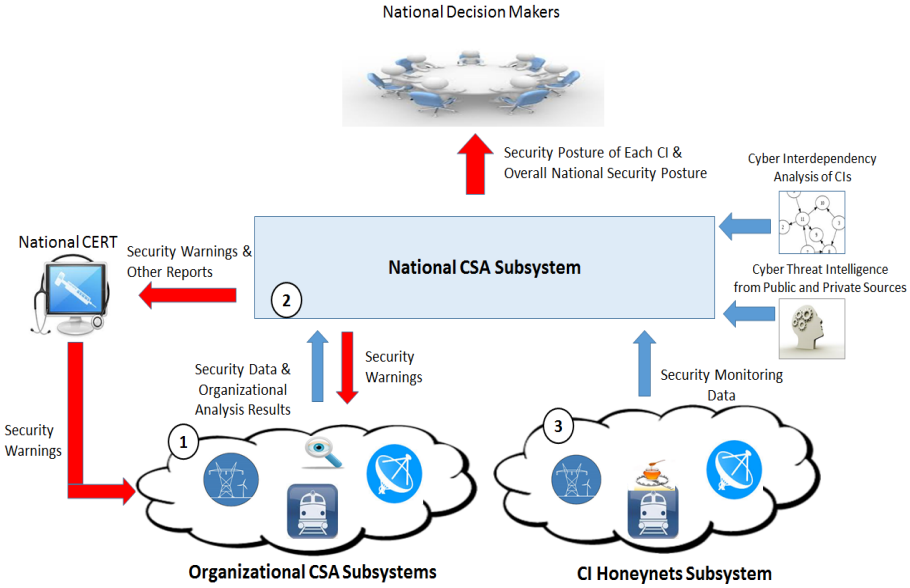 National Decision Makers
Security Posture of Each CI &
Overall National Security Posture
Cyber Interdependency
Analysis of CIs
National CERT
Security Warnings &
Other Reports
National CSA Subsystem
2
Cyber Threat Intelligence
from Public and Private Sources
Security Data &
Organizational
Analysis Results
Security
Warnings
Security Monitoring
Data
Security
Warnings
1
3
Organizational CSA Subsystems
CI Honeynets Subsystem